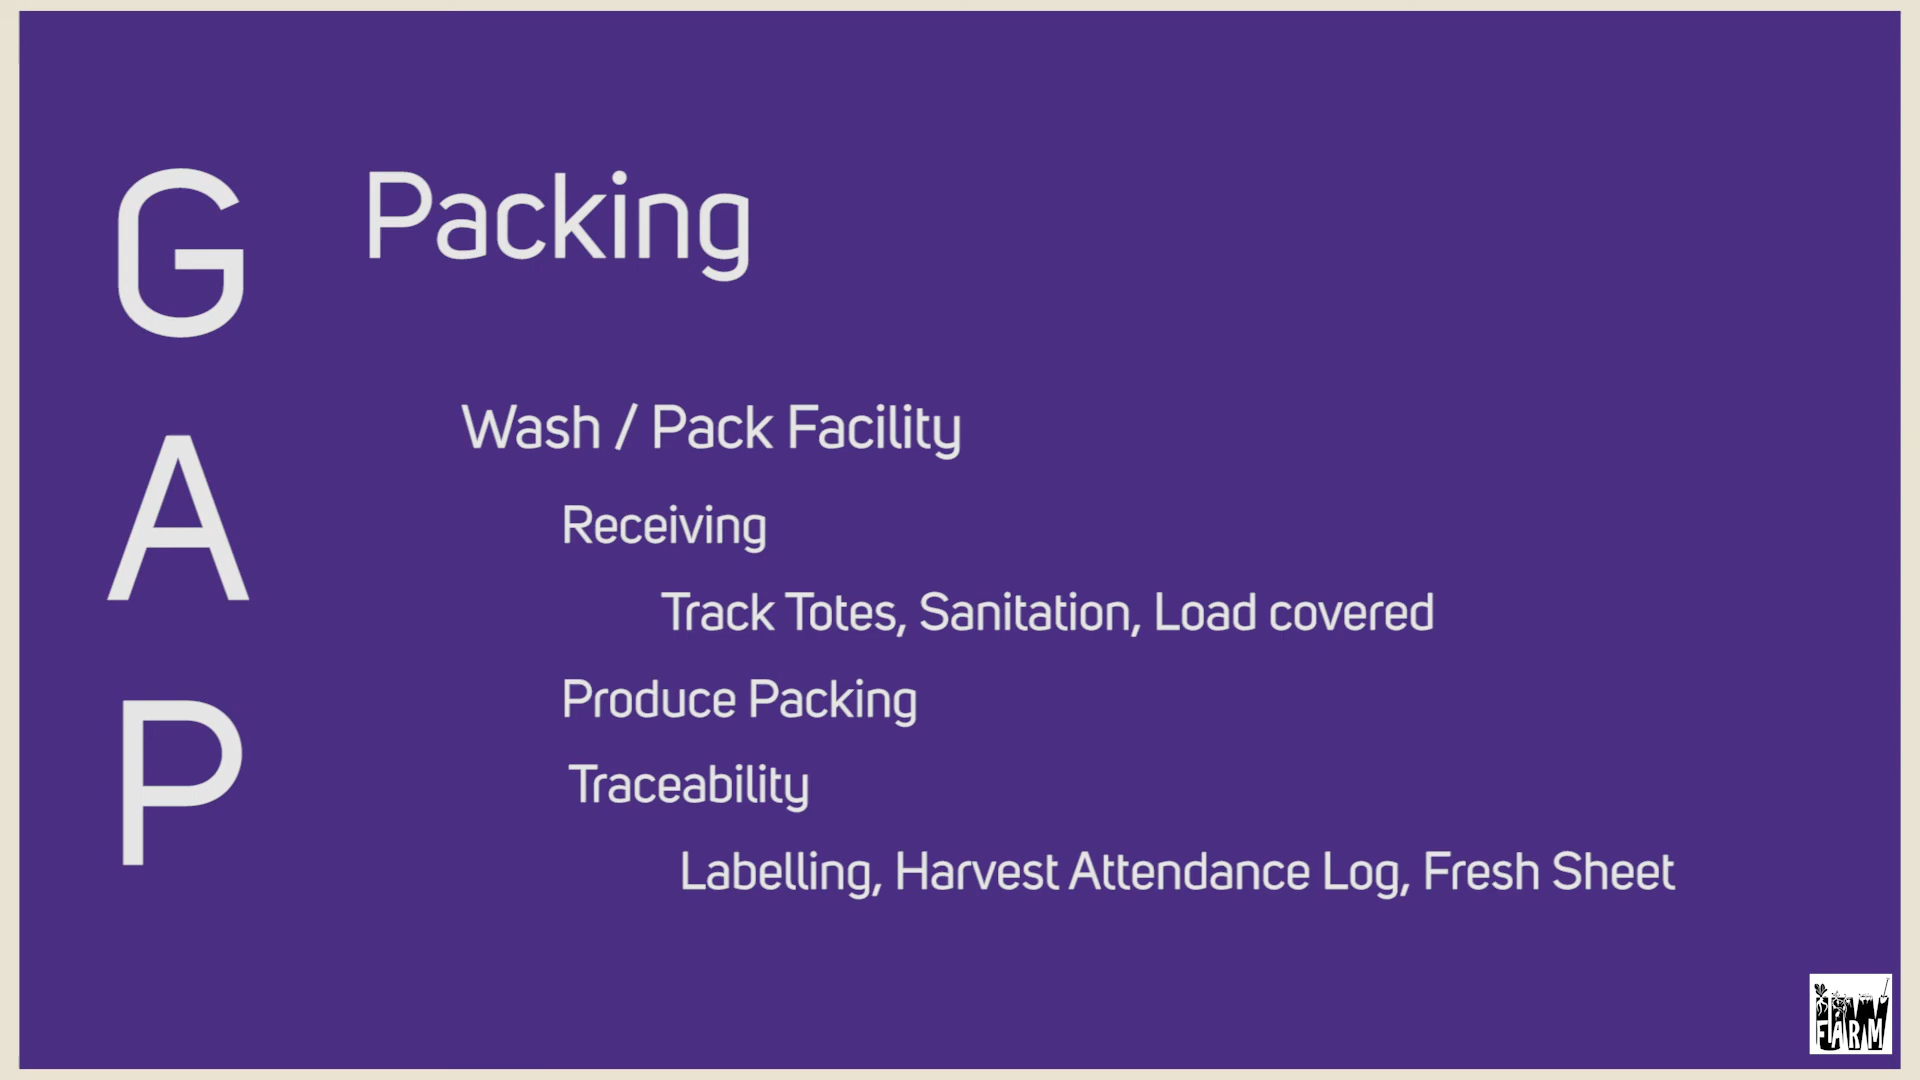 G
A
P
Packing
Wash / Pack Facility
Receiving
Track Totes, Sanitation, Load covered
Produce Packing
Traceability
Labelling, Harvest Attendance Log, Fresh Sheet
FARM